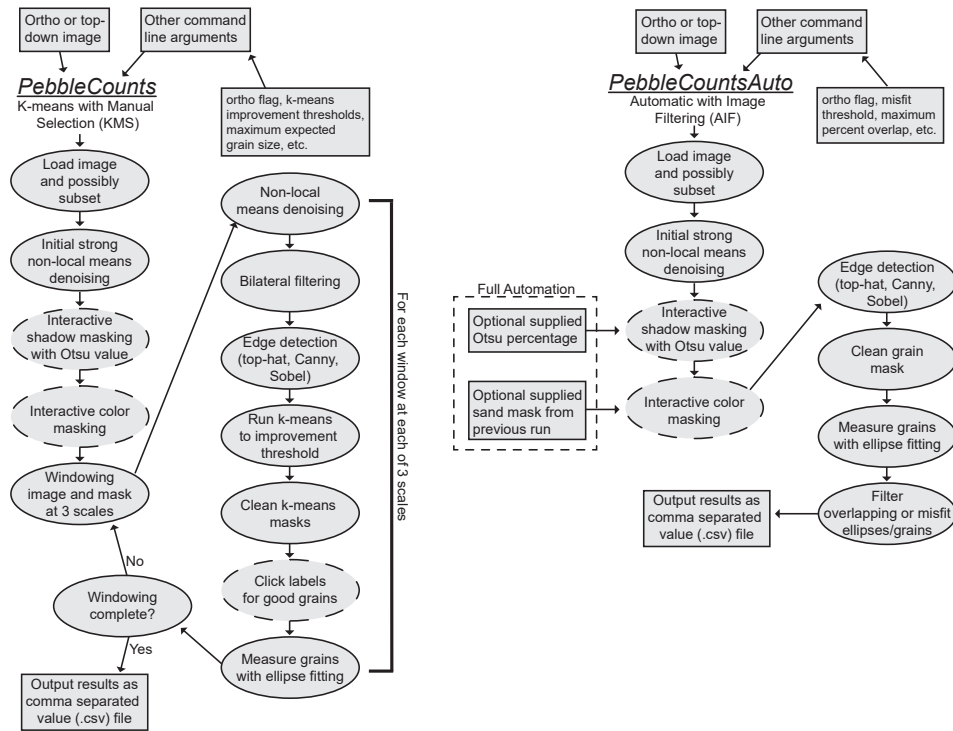 Ortho or top-
down image
Other command
line arguments
PebbleCounts
K-means with Manual
Selection (KMS)
ortho flag, k-means
improvement thresholds,
maximum expected
grain size, etc.
Load image
and possibly
subset
Initial strong
non-local means
denoising
Interactive
shadow masking
with Otsu value
Interactive color
masking
Windowing
image and mask
at 3 scales
No
Windowing
complete?
Yes
Output results as
comma separated
value (.csv) file
Non-local
means denoising
Bilateral filtering
Edge detection
(top-hat, Canny,
Sobel)
Run k-means
to improvement
threshold
Clean k-means
masks
Click labels
for good grains
Measure grains
with ellipse fitting
For each window at each of 3 scales
Ortho or top-
down image
Other command
line arguments
PebbleCountsAuto
Automatic with Image
Filtering (AIF)
ortho flag, misfit
threshold, maximum
percent overlap, etc.
Load image
and possibly
subset
Initial strong
non-local means
denoising
Full Automation
Optional supplied
Otsu percentage
Interactive
shadow masking
with Otsu value
Optional supplied
sand mask from
previous run
Interactive color
masking
Edge detection
(top-hat, Canny,
Sobel)
Clean grain
mask
Measure grains
with ellipse fitting
Filter
overlapping or misfit
ellipses/grains
Output results as
comma separated
value (.csv) file